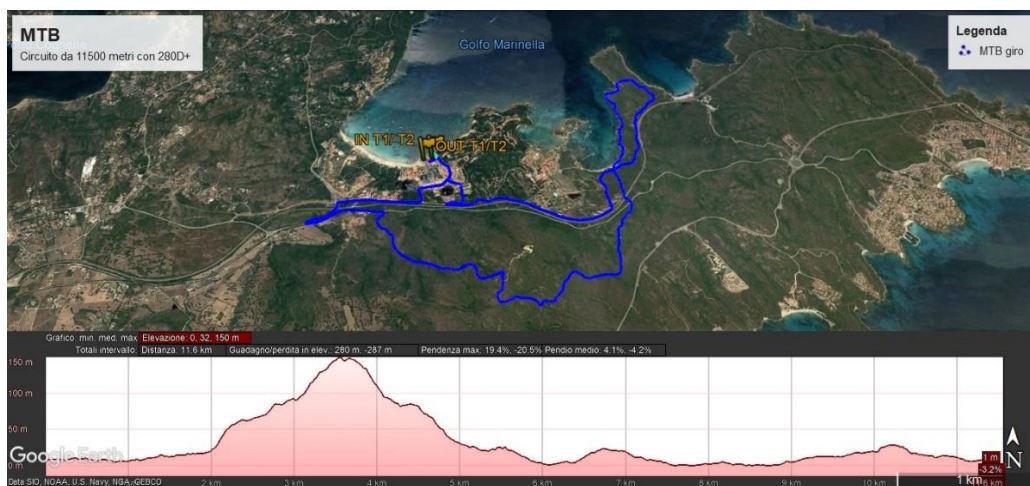 MTB
Circuito da 11500 metri con 280D+
Golfo Marinella
Legenda
MTB giro
IN T1/ T2
OUT T1/T2
Grafico: min. med. max. Elevazione: 0, 32, 150 m
Totali intervallo: Distanza: 11.6 km Guadagno/perdita in elev.: 280 m, -287 m Pendenza max: 19.4%, -20.5% Pendio medio: 4.1%, -4.2%
150 m
100 m
50 m
0 m
Google Earth
1 m
-3.2%
N
Data SIO, NOAA, U.S. Navy, NGA, GEBCO
2 km
3 km
4 km
5 km
6 km
7 km
8 km
9 km
10 km
1 km